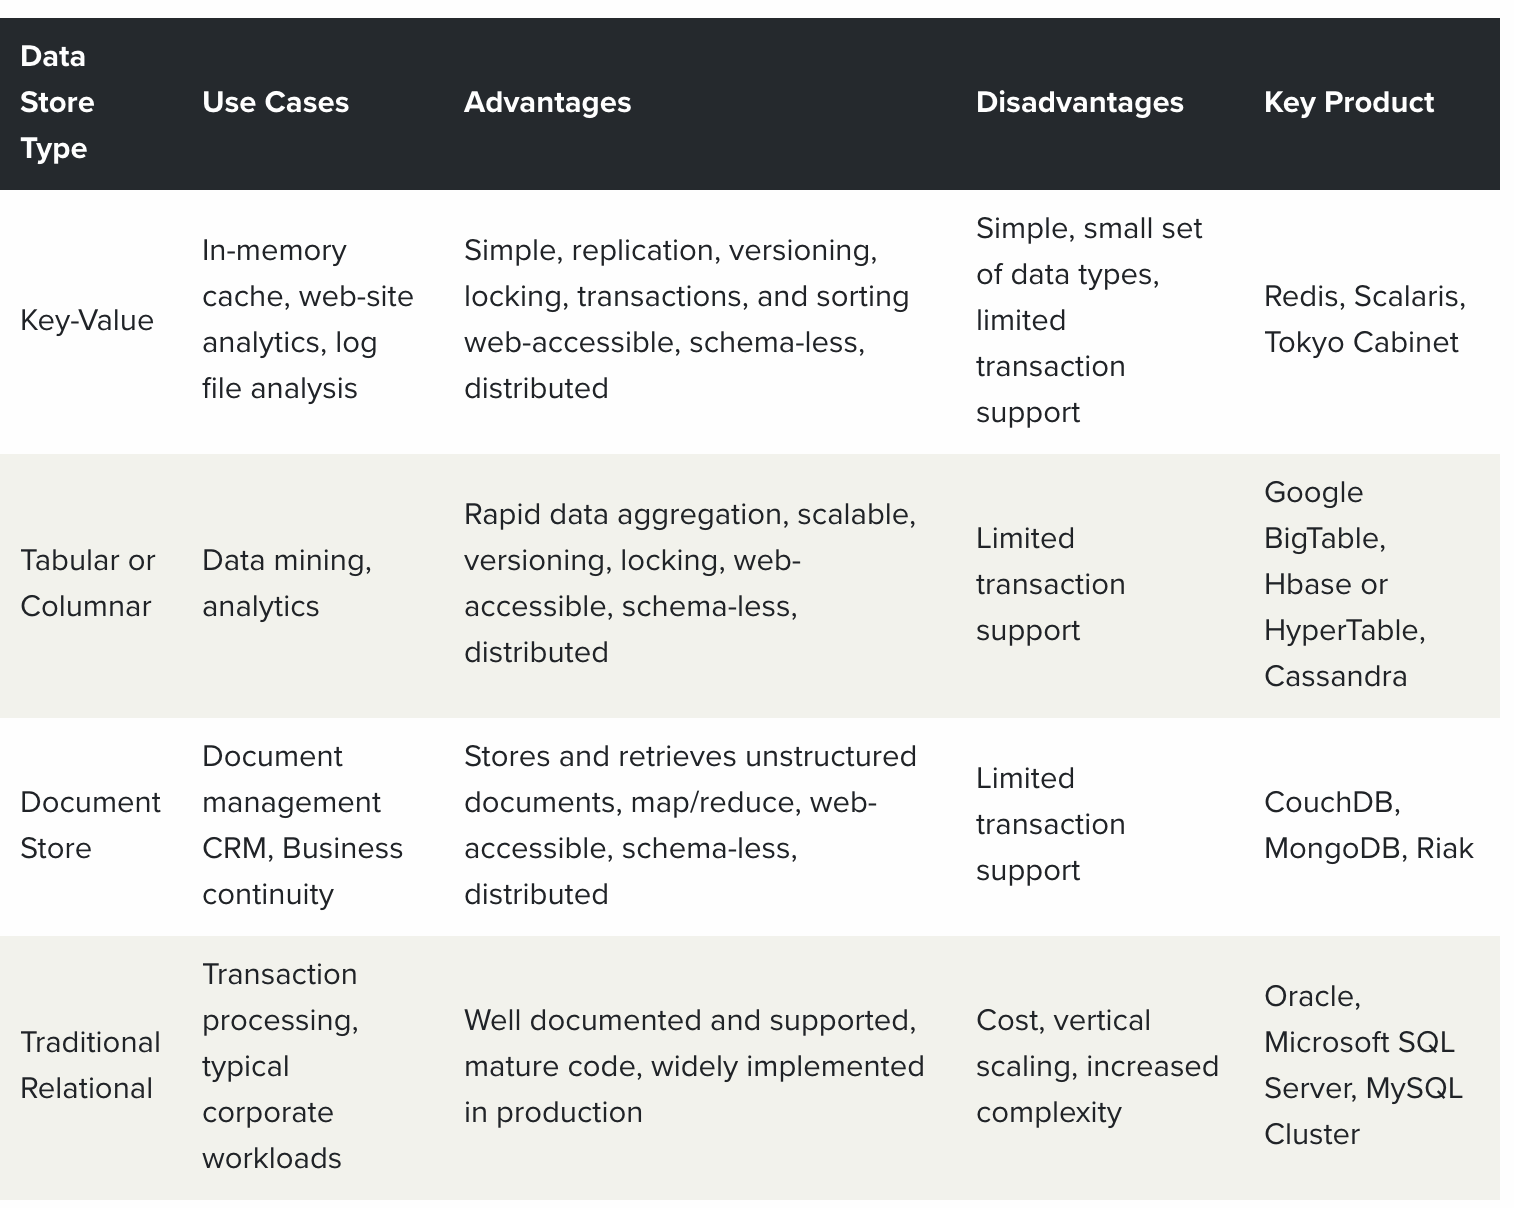 Data
Store
Type
Use Cases
Advantages
Disadvantages
Key Product
Key-Value
In-memory
cache, web-site
analytics, log
file analysis
Simple, replication, versioning,
locking, transactions, and sorting
web-accessible, schema-less,
distributed
Simple, small set
of data types,
limited
transaction
support
Redis, Scalaris,
Tokyo Cabinet
Tabular or
Columnar
Data mining,
analytics
Rapid data aggregation, scalable,
versioning, locking, web-
accessible, schema-less,
distributed
Limited
transaction
support
Google
BigTable,
Hbase or
HyperTable,
Cassandra
Document
Store
Document
management
CRM, Business
continuity
Stores and retrieves unstructured
documents, map/reduce, web-
accessible, schema-less,
distributed
Limited
transaction
support
CouchDB,
MongoDB, Riak
Traditional
Relational
Transaction
processing,
typical
corporate
workloads
Well documented and supported,
mature code, widely implemented
in production
Cost, vertical
scaling, increased
complexity
Oracle,
Microsoft SQL
Server, MySQL
Cluster